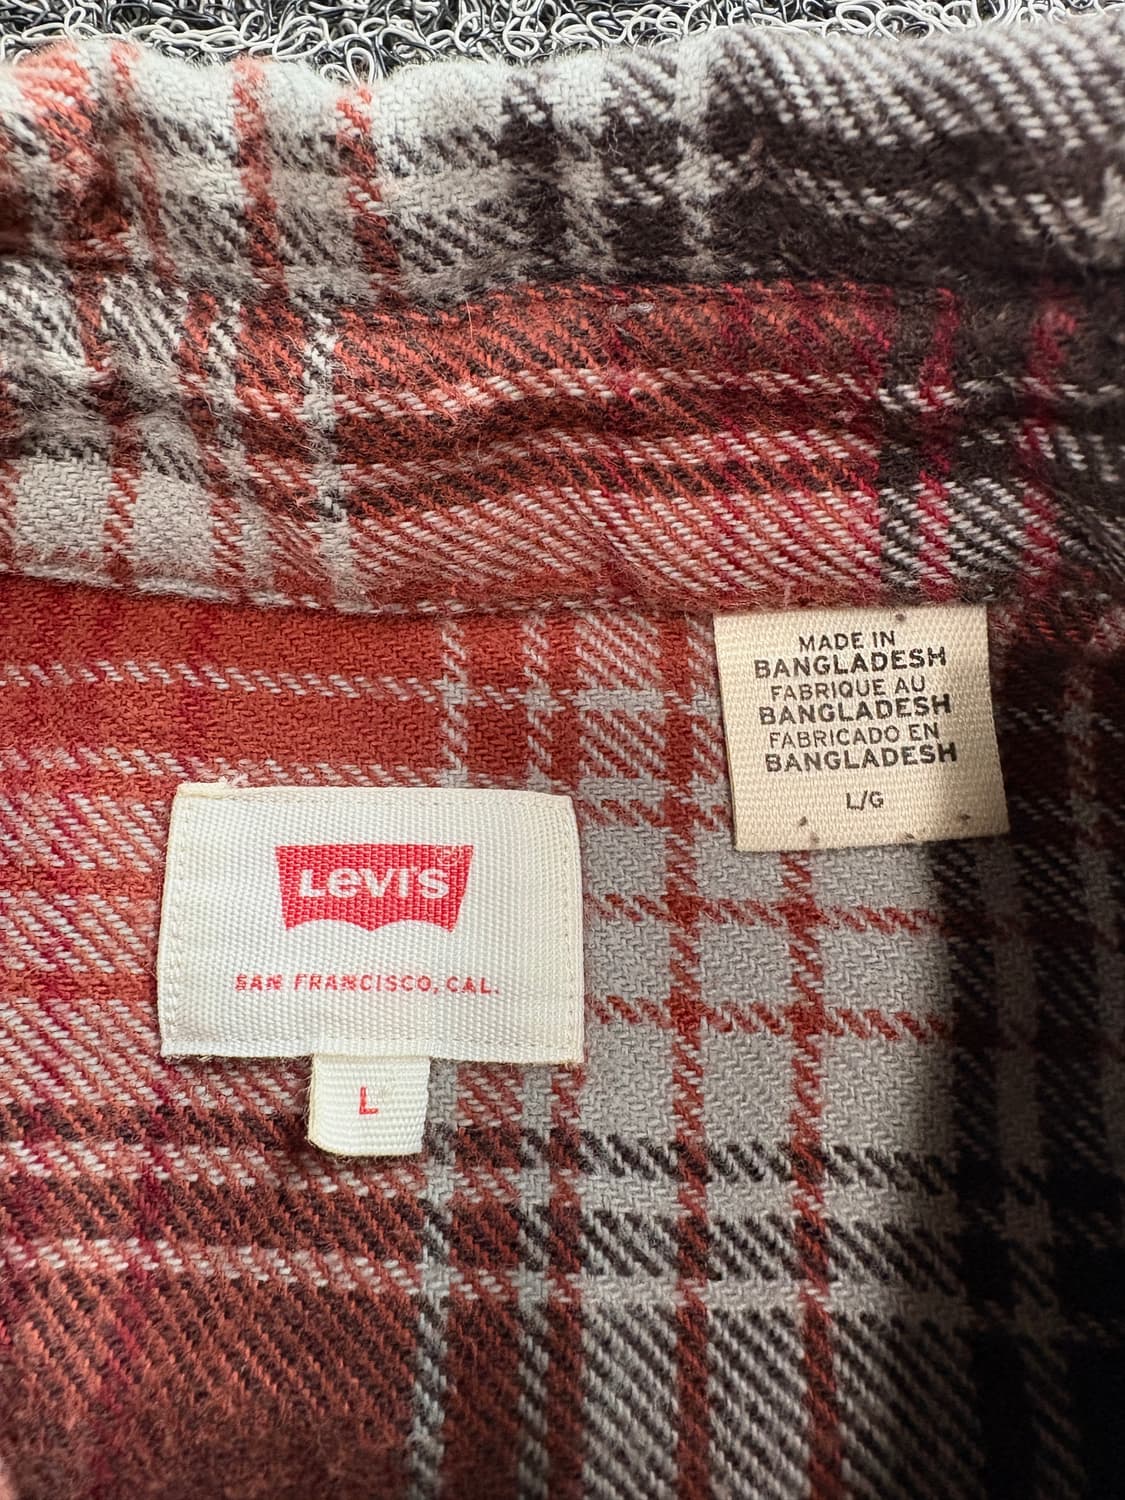 MADE IN
BANGLADESH
FABRIQUE AU
BANGLADESH
FABRICADO EN
BANGLADESH
L/G
LEVI'S
SAN FRANCISCO, CAL.
L